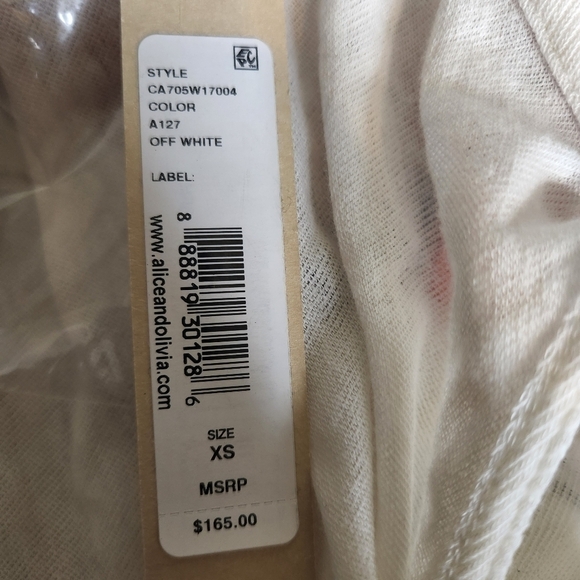 STYLE
CA705W17004
COLOR
A127
OFF WHITE
LABEL:
8 88819 30128 6
www.aliceandolivia.com
SIZE
XS
MSRP
$165.00